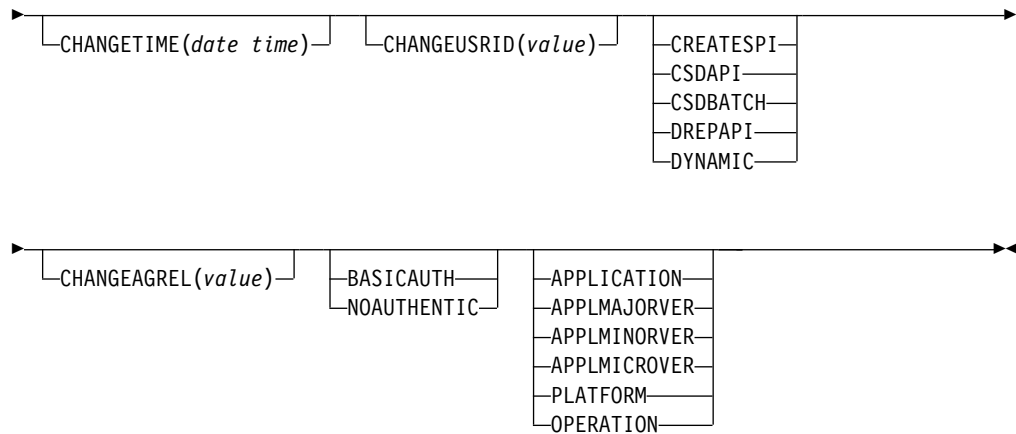 CHANGETIME(date time) CHANGEUSRID(value) CREATESPI
CSDAPI
CSDBATCH
DREPAPI
DYNAMIC
CHANGEAGREL(value) BASICAUTH APPLICATION
NOAUTHENTIC APPLMAJORVER
APPLMINORVER
APPLMICROVER
PLATFORM
OPERATION